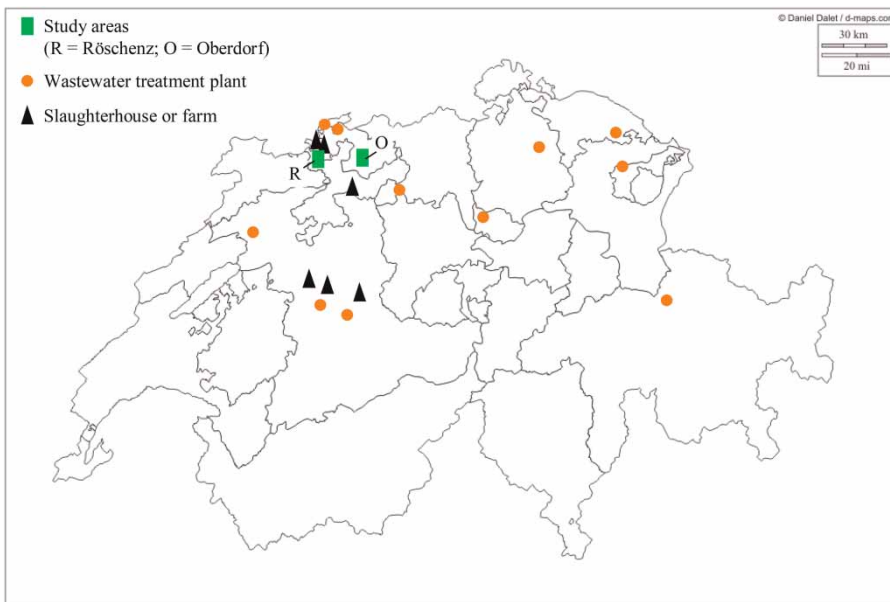 Study areas
(R = Röschenz; O = Oberdorf)
Wastewater treatment plant
Slaughterhouse or farm
© Daniel Dalet / d-maps.com
30 km
20 mi
O
R